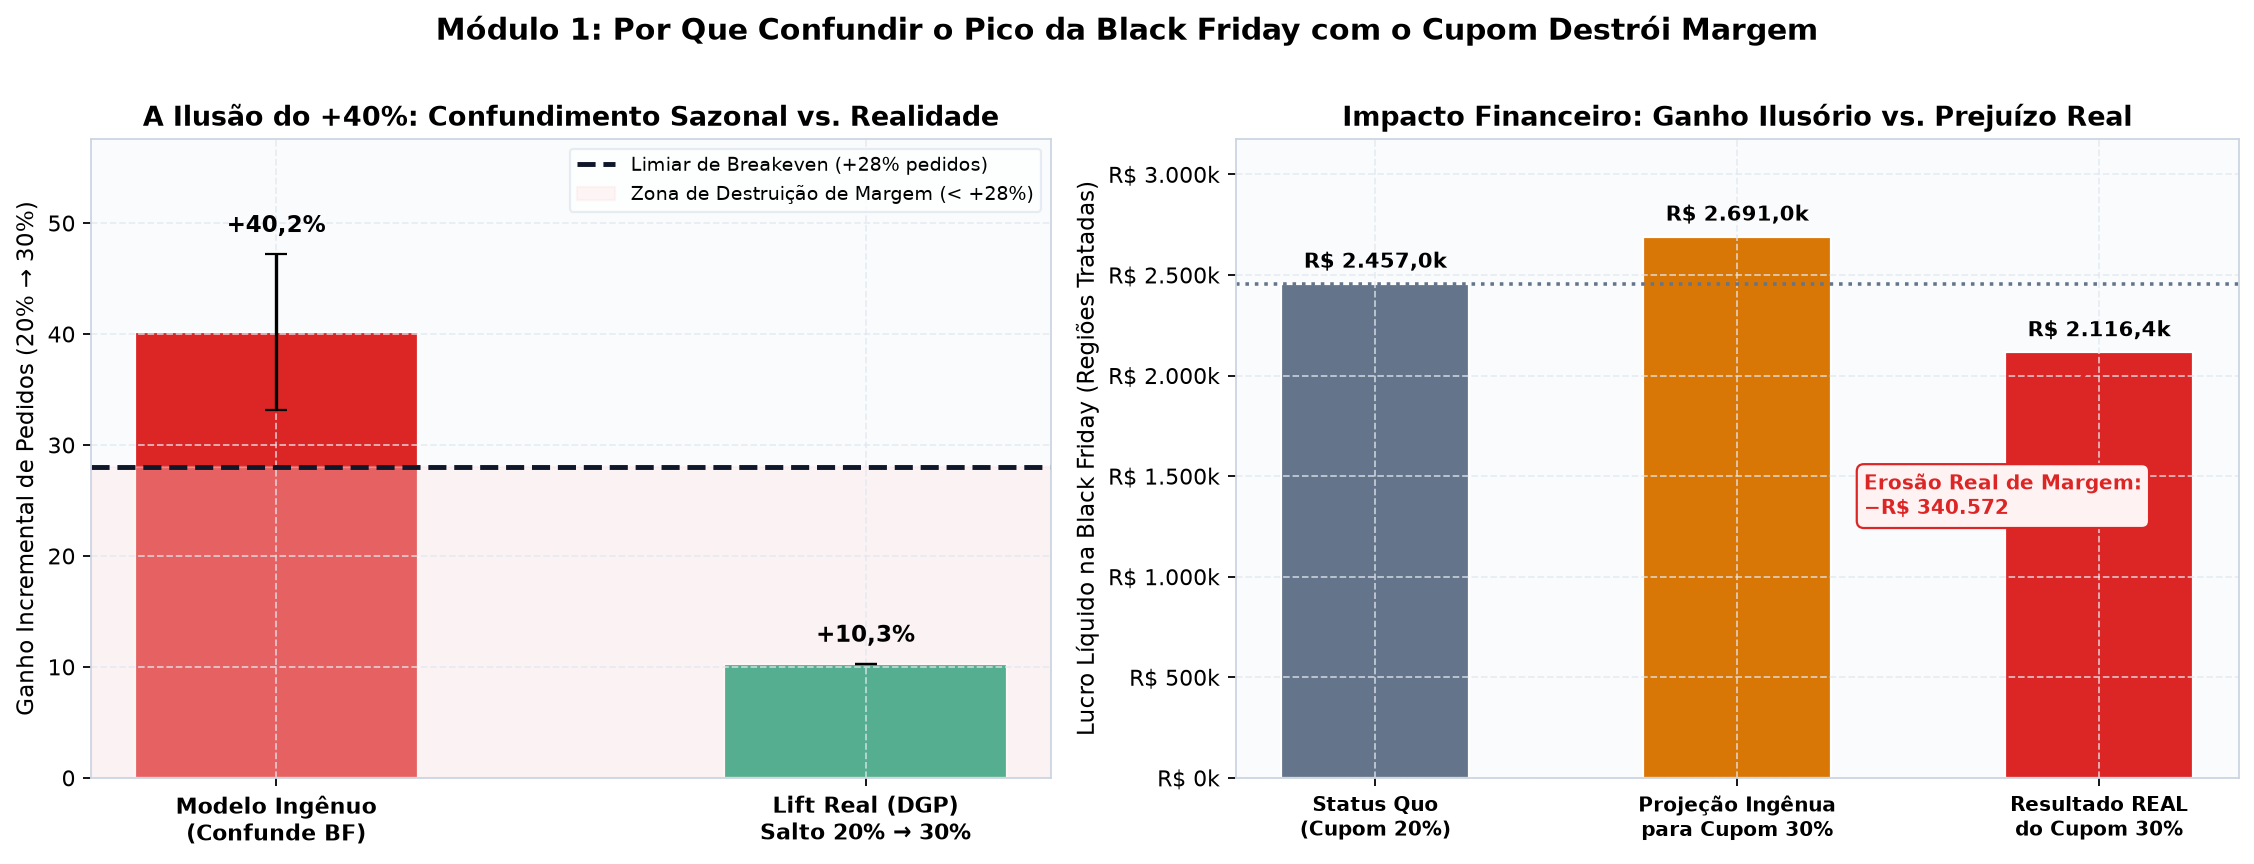 Módulo 1: Por Que Confundir o Pico da Black Friday com o Cupom Destrói Margem
A Ilusão do +40%: Confundimento Sazonal vs. Realidade
Ganho Incremental de Pedidos (20% → 30%)
50
40
30
20
10
0
Limiar de Breakeven (+28% pedidos)
Zona de Destruição de Margem (< +28%)
+40,2%
+10,3%
Modelo Ingênuo
(Confunde BF)
Lift Real (DGP)
Salto 20% → 30%
Impacto Financeiro: Ganho Ilusório vs. Prejuízo Real
Lucro Líquido na Black Friday (Regiões Tratadas)
R$ 3.000k
R$ 2.500k
R$ 2.000k
R$ 1.500k
R$ 1.000k
R$ 500k
R$ 0k
R$ 2.457,0k
R$ 2.691,0k
R$ 2.116,4k
Erosão Real de Margem:
−R$ 340.572
Status Quo
(Cupom 20%)
Projeção Ingênua
para Cupom 30%
Resultado REAL
do Cupom 30%